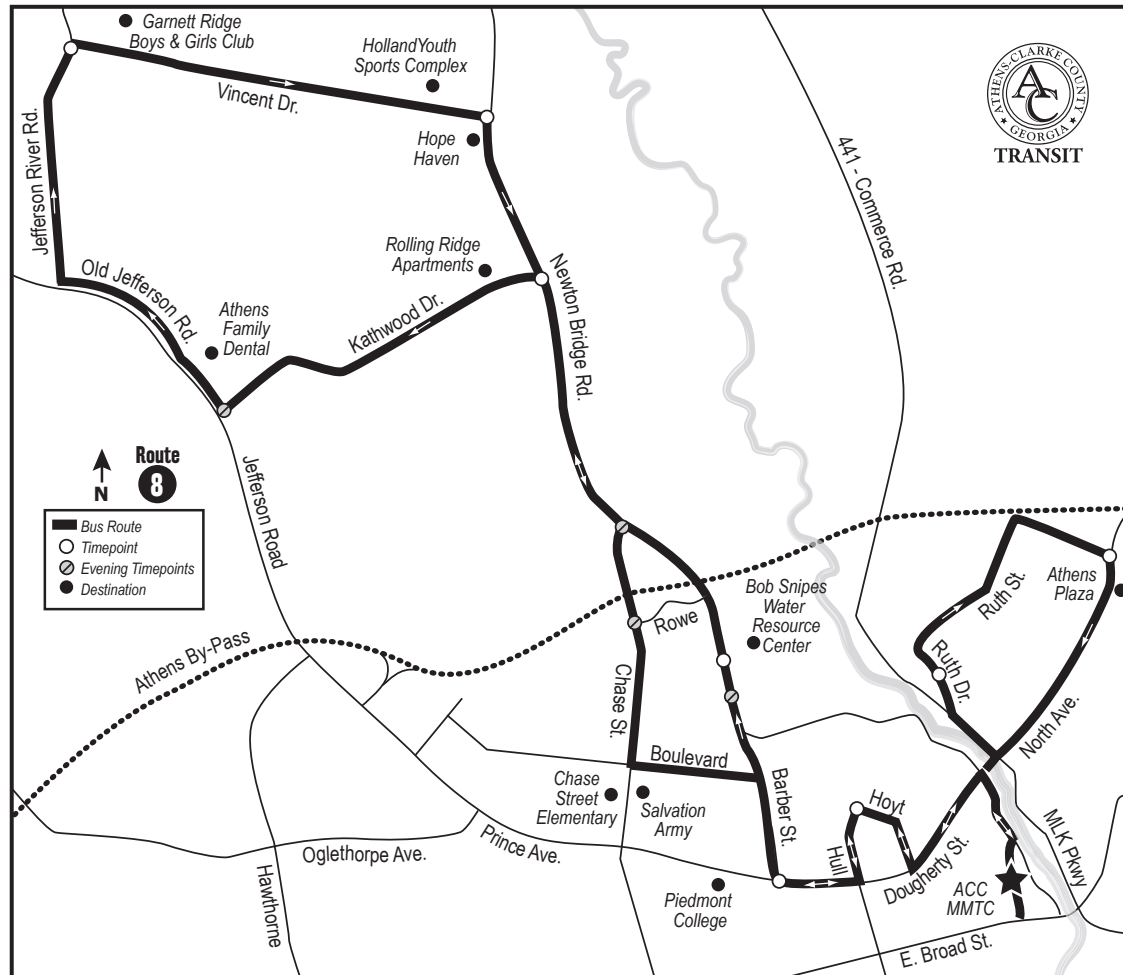 Garnett Ridge
Boys & Girls Club
HollandYouth
Sports Complex
Vincent Dr.
Hope
Haven
Jefferson River Rd.
441 - Commerce Rd.
ATHENS-CLARKE COUNTY
AC
GEORGIA
TRANSIT
Rolling Ridge
Apartments
Old Jefferson Rd.
Athens
Family
Dental
Kathwood Dr.
Newton Bridge Rd.
N
Route
8
Bus Route
Timepoint
Evening Timepoints
Destination
Jefferson Road
Athens By-Pass
Rowe
Bob Snipes
Water
Resource
Center
Ruth St.
Athens
Plaza
Ruth Dr.
North Ave.
Chase St.
Boulevard
Barber St.
Chase
Street
Elementary
Salvation
Army
Hoyt
Hull
Dougherty St.
MLK Pkwy
Prince Ave.
Oglethorpe Ave.
Hawthorne
Piedmont
College
ACC
MMTC
E. Broad St.